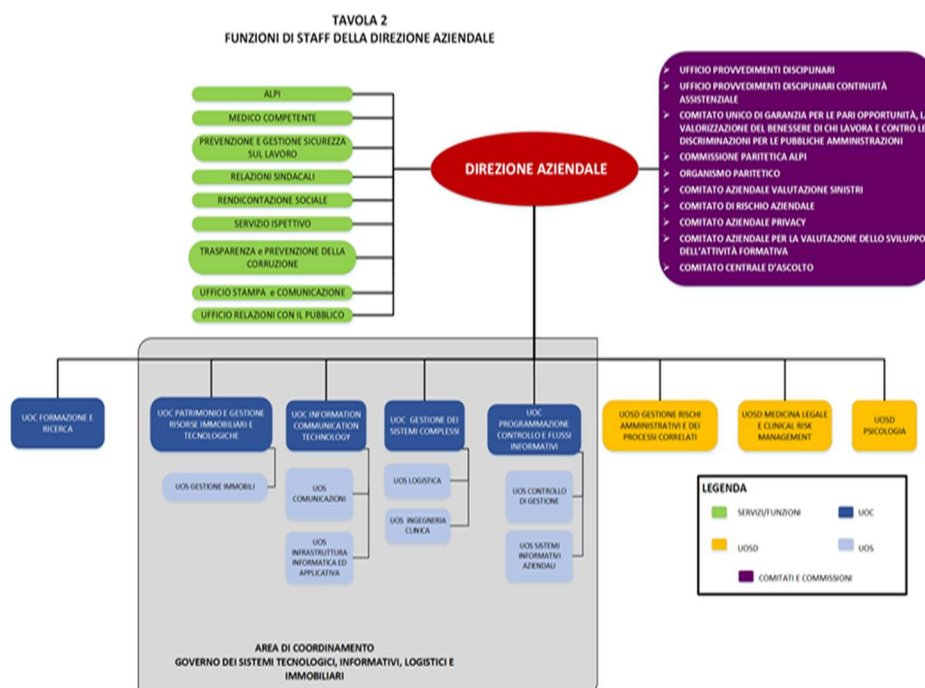 TAVOLA 2
FUNZIONI DI STAFF DELLA DIREZIONE AZIENDALE
ALPI
MEDICO COMPETENTE
PREVENZIONE E GESTIONE SICUREZZA
SUL LAVORO
RELAZIONI SINDACALI
RENDICONTAZIONE SOCIALE
SERVIZIO ISPETTIVO
TRASPARENZA e PREVENZIONE DELLA
CORRUZIONE
UFFICIO STAMPA e COMUNICAZIONE
UFFICIO RELAZIONI CON IL PUBBLICO
DIREZIONE AZIENDALE
UFFICIO PROVVEDIMENTI DISCIPLINARI
UFFICIO PROVVEDIMENTI DISCIPLINARI CONTINUITÀ
ASSISTENZIALE
COMITATO UNICO DI GARANZIA PER LE PARI OPPORTUNITÀ, LA
VALORIZZAZIONE DEL BENESSERE DI CHI LAVORA E CONTRO LE
DISCRIMINAZIONI PER LE PUBBLICHE AMMINISTRAZIONI
COMMISSIONE PARITETICA ALPI
ORGANISMO PARITETICO
COMITATO AZIENDALE VALUTAZIONE SINISTRI
COMITATO DI RISCHIO AZIENDALE
COMITATO AZIENDALE PRIVACY
COMITATO AZIENDALE PER LA VALUTAZIONE DELLO SVILUPPO
DELL'ATTIVITÀ FORMATIVA
COMITATO CENTRALE D'ASCOLTO
UOC FORMAZIONE E
RICERCA
UOC PATRIMONIO E GESTIONE
RISORSE IMMOBILIARI E
TECNOLOGICHE
UOS GESTIONE IMMOBILI
UOC INFORMATION
COMMUNICATION
TECHNOLOGY
UOS
COMUNICAZIONI
UOS
INFRASTRUTTURA
INFORMATICA ED
APPLICATIVA
UOC GESTIONE DEI
SISTEMI COMPLESSI
UOS LOGISTICA
UOS INGEGNERIA
CLINICA
UOC
PROGRAMMAZIONE
CONTROLLO E FLUSSI
INFORMATIVI
UOS CONTROLLO
DI GESTIONE
UOS SISTEMI
INFORMATIVI
AZIENDALI
UOSD GESTIONE RISCHI
AMMINISTRATIVI E DEI
PROCESSI CORRELATI
UOSD MEDICINA LEGALE
E CLINICAL RISK
MANAGEMENT
UOSD
PSICOLOGIA
AREA DI COORDINAMENTO
GOVERNO DEI SISTEMI TECNOLOGICI, INFORMATIVI, LOGISTICI E
IMMOBILIARI
LEGENDA
SERVIZI/FUNZIONI
UOC
UOSD
UOS
COMITATI E COMMISSIONI